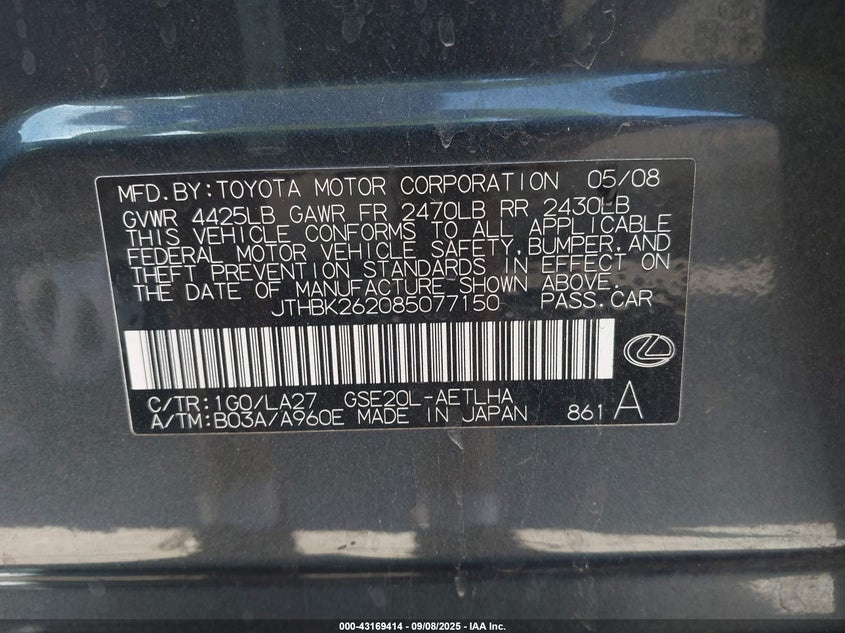 MFD.BY:TOYOTA MOTOR CORPORATION 05/08
GVWR 4425LB GAWR FR 2470LB RR 2430LB
THIS VEHICLE CONFORMS TO ALL APPLICABLE
FEDERAL MOTOR VEHICLE SAFETY,BUMPER,AND
THEFT PREVENTION STANDARDS IN EFFECT ON
THE DATE OF MANUFACTURE SHOWN ABOVE.
JTHBK262085077150 PASS.CAR
C/TR:1G0/LA27 GSE20L-AETLHA
A/TM:B03A/A960E MADE IN JAPAN 861 A
000-43169414 - 09/08/2025 - IAA Inc.